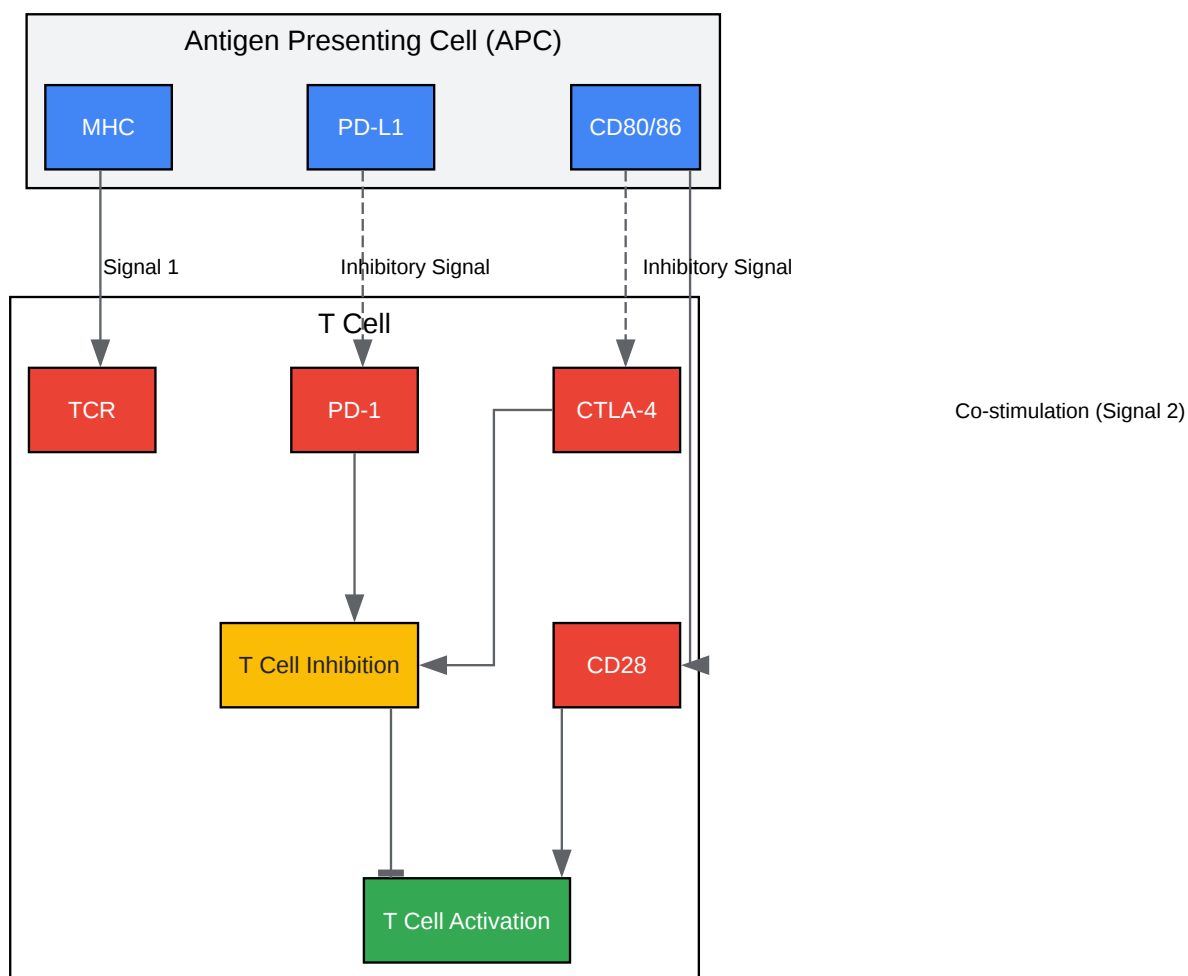 Antigen Presenting Cell (APC)
MHC
PD-L1
CD80/86
Signal 1
Inhibitory Signal
Inhibitory Signal
T Cell
TCR
PD-1
CTLA-4
Co-stimulation (Signal 2)
T Cell Inhibition
CD28
T Cell Activation